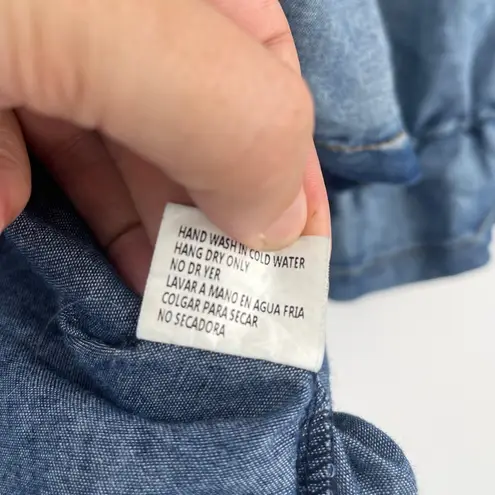 HAND WASH IN COLD WATER
HANG DRY ONLY
NO DR YER
LAVAR A MANO EN AGUA FRIA
COLGAR PARA SECAR
NO SECADORA